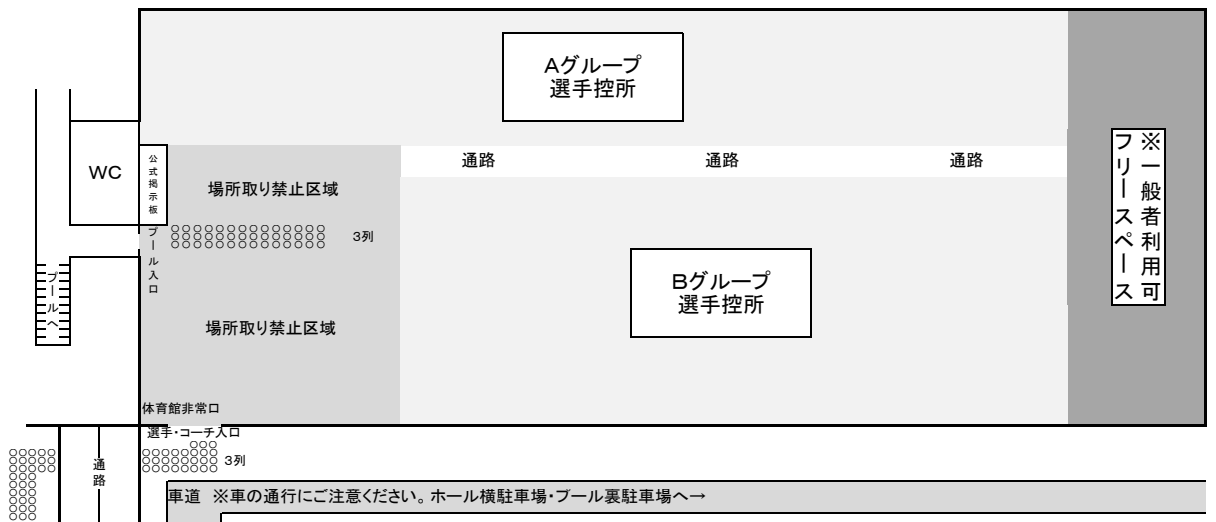 Aグループ
選手控所
WC
公式掲示板
場所取り禁止区域
通路
通路
通路
※一般者利用可
フリースペース
プール入口
3列
Bグループ
選手控所
プールへ
場所取り禁止区域
体育館非常口
選手・コーチ入口
3列
通路
車道 ※車の通行にご注意ください。ホール横駐車場・プール裏駐車場へ→